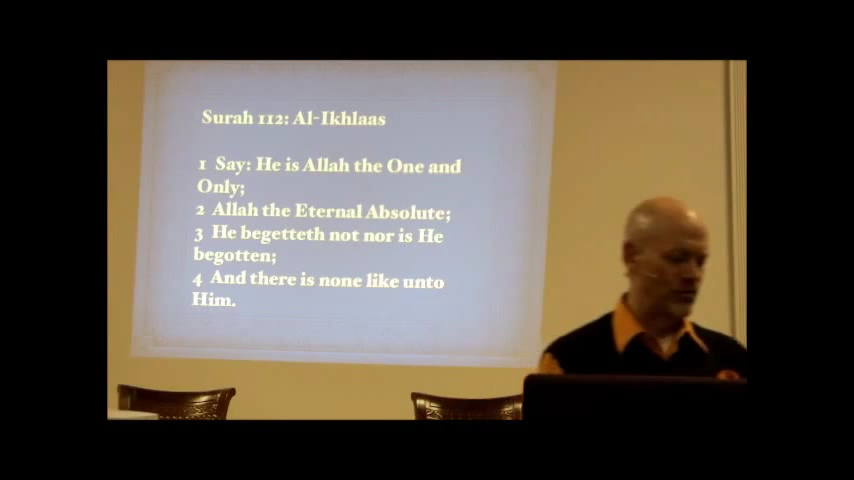 Surah 112: Al-Ikhlaas
1 Say: He is Allah the One and
Only;
2 Allah the Eternal Absolute;
3 He begetteth not nor is He
begotten;
4 And there is none like unto
Him.